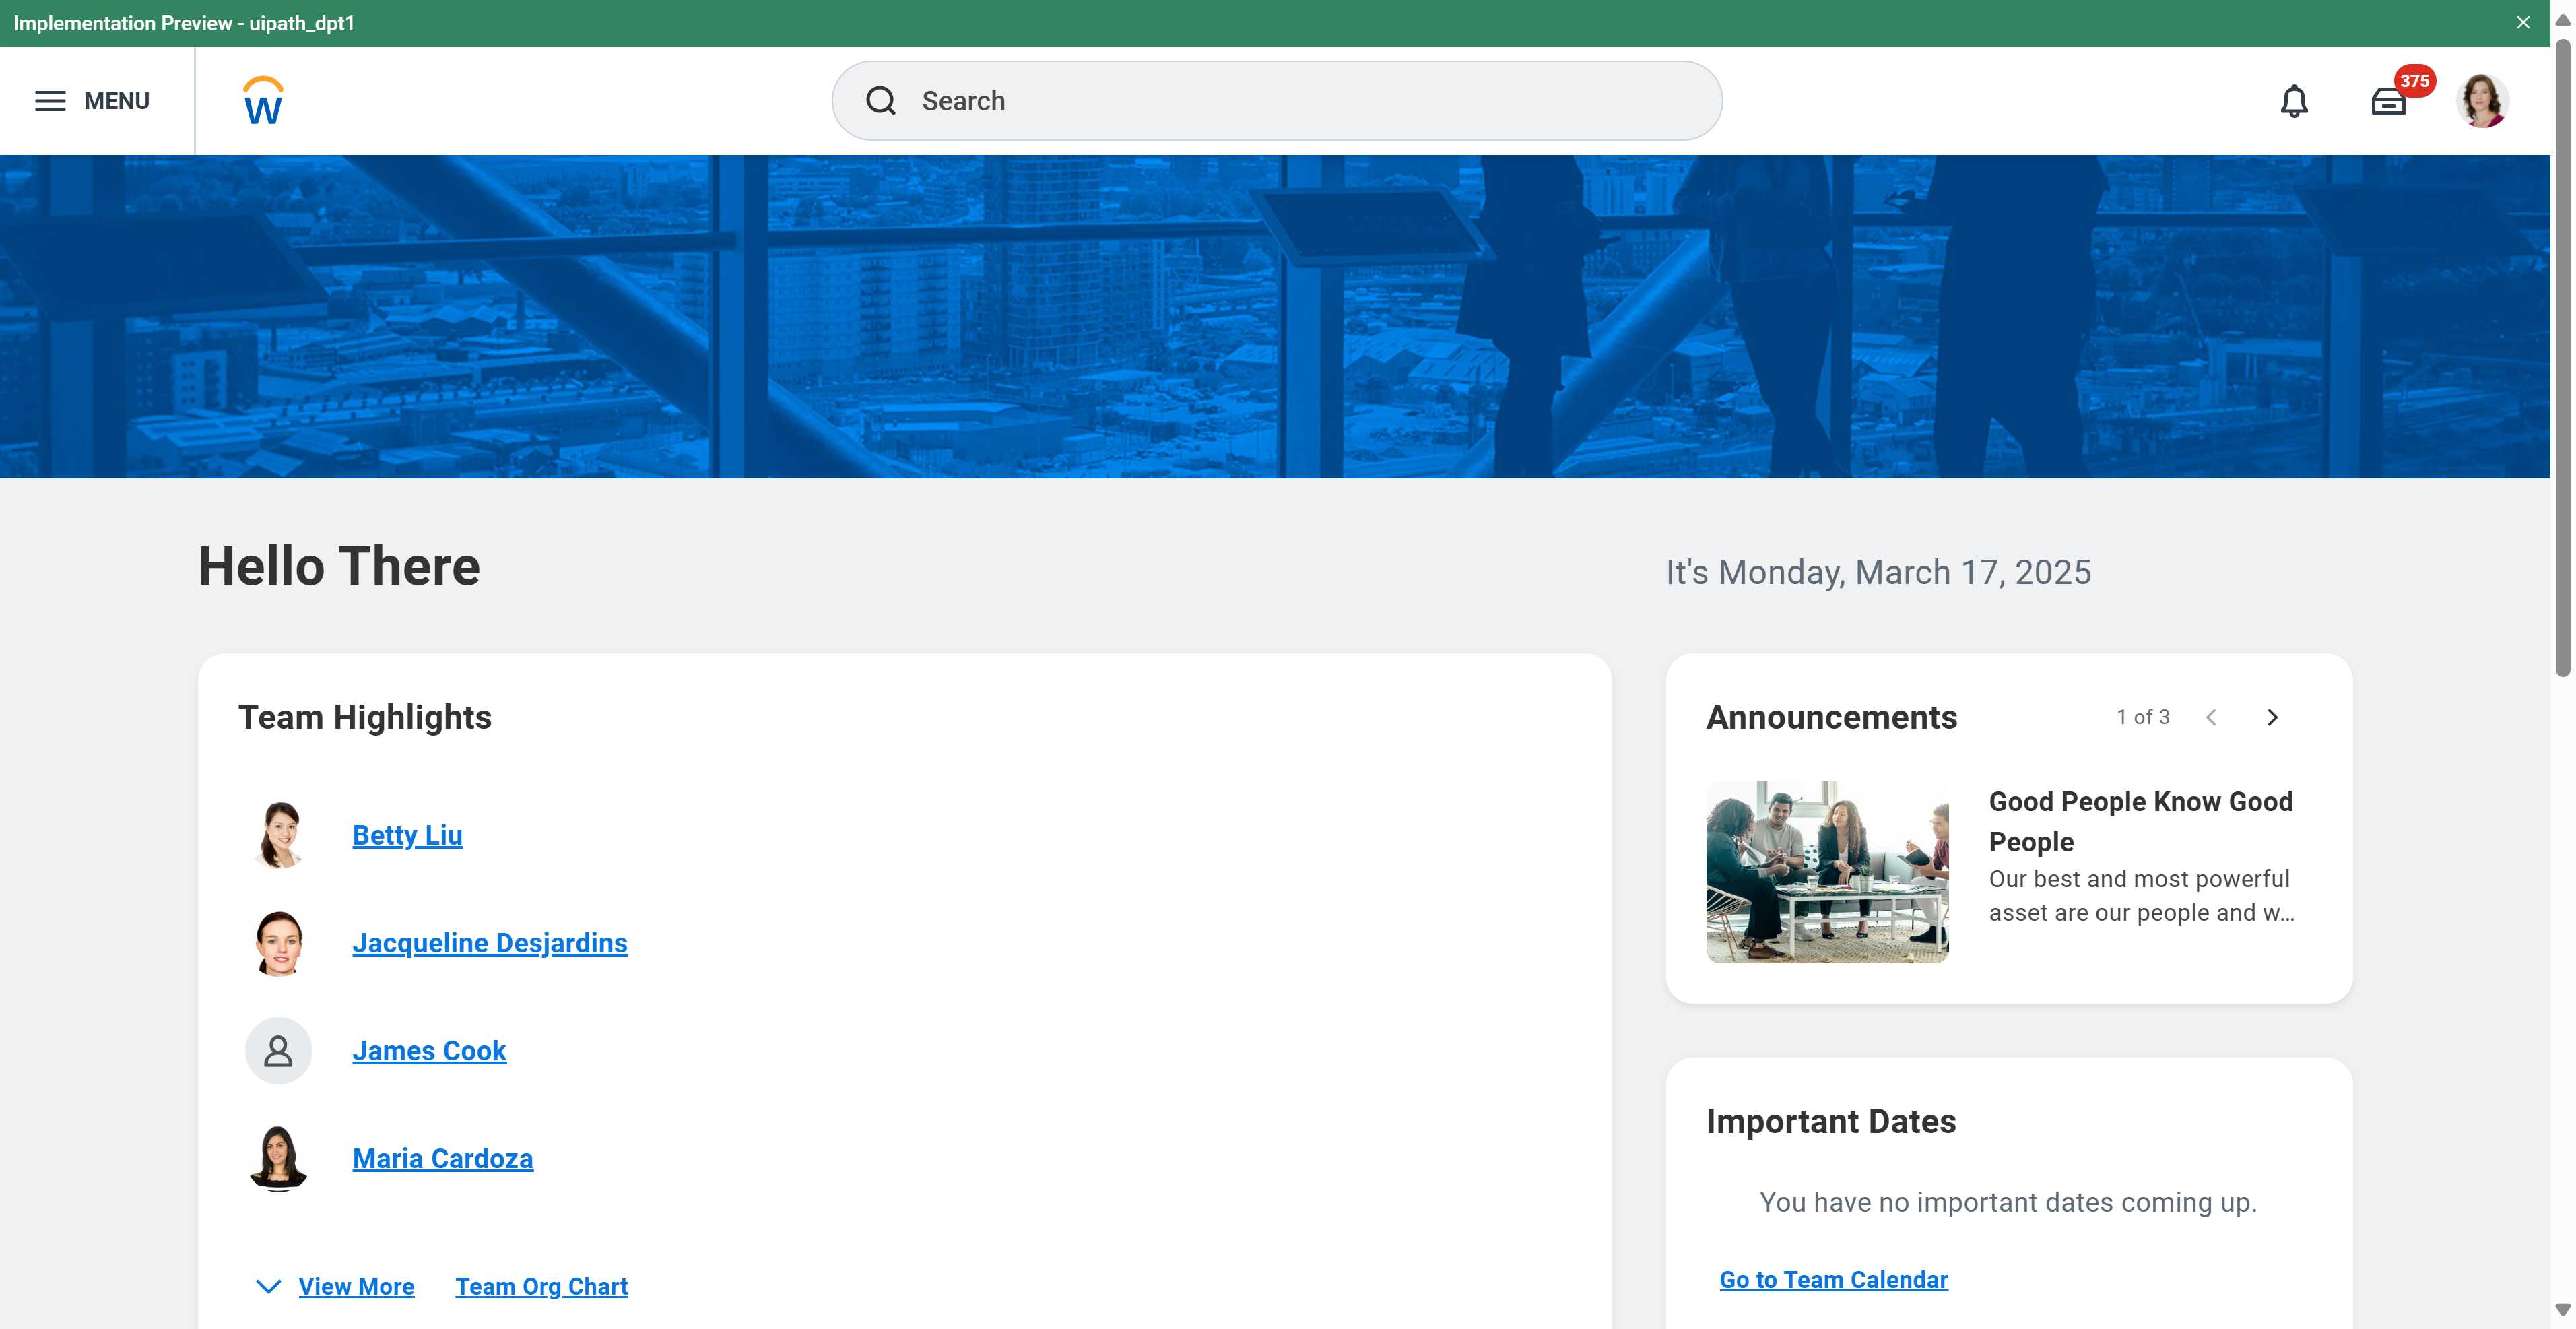 Implementation Preview - uipath_dpt1
MENU
W
Search
375
Hello There
It's Monday, March 17, 2025
Team Highlights
Betty Liu
Jacqueline Desjardins
James Cook
Maria Cardoza
View More
Team Org Chart
Announcements
1 of 3
Good People Know Good
People
Our best and most powerful
asset are our people and w...
Important Dates
You have no important dates coming up.
Go to Team Calendar